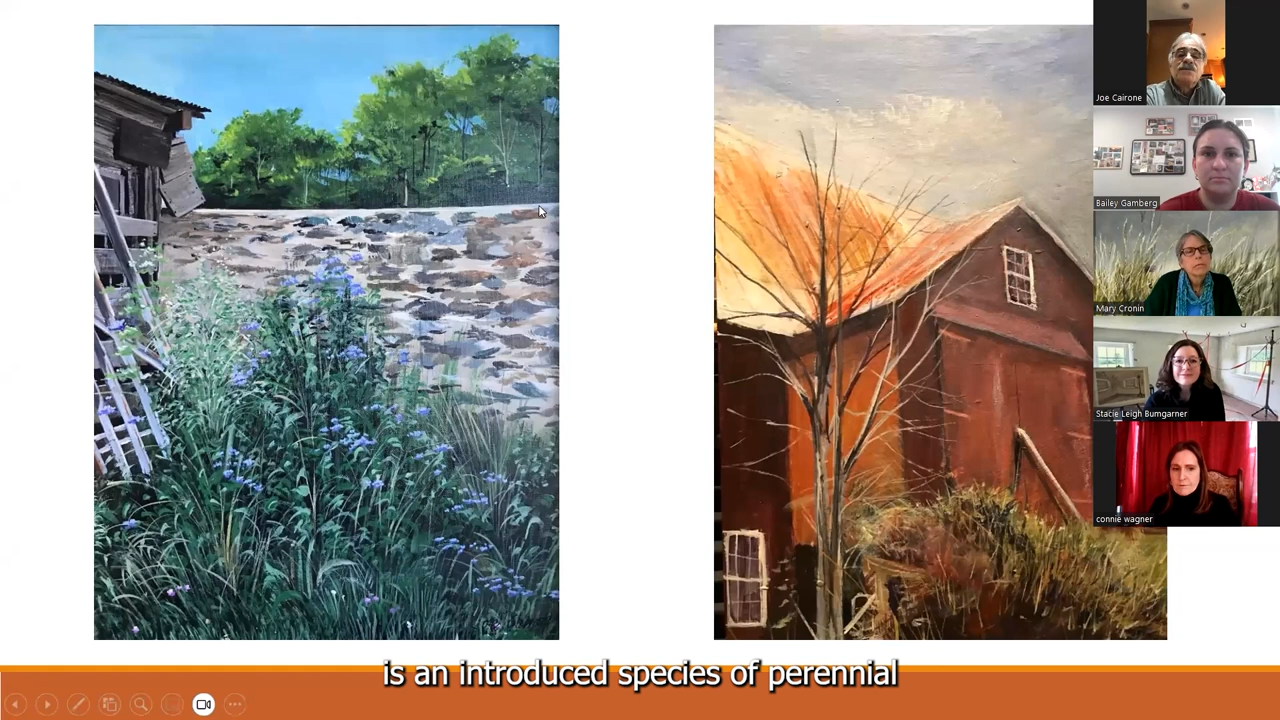 Joe Cairone
Bailey Gamberg
Mary Cronin
Stacie Leigh Bumgarner
connie wagner
is an introduced species of perennial